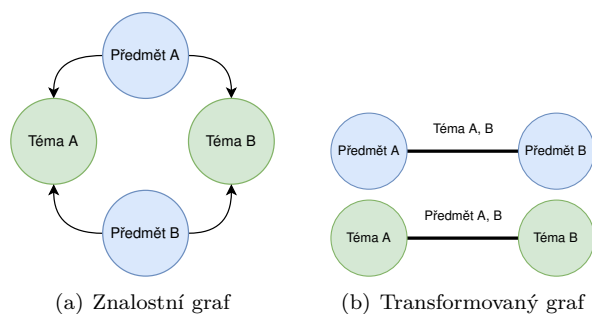 Předmět A
Téma A
Téma B
Předmět B
(a) Znalostní graf
Téma A, B
Předmět A
Předmět B
Předmět A, B
Téma A
Téma B
(b) Transformovaný graf